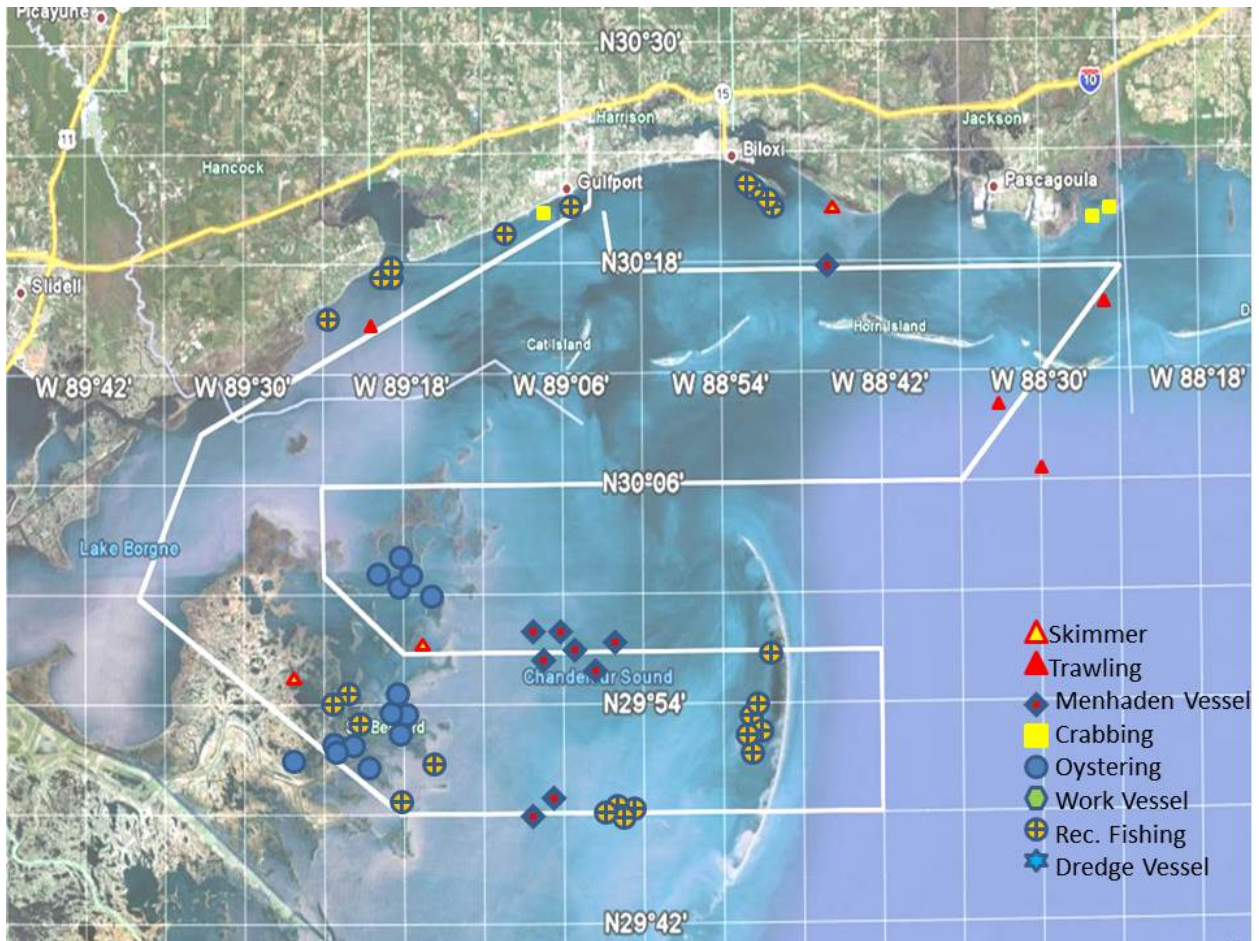 Picayune
N30°30'
10
15
11
Harrison
Jackson
Hancock
Biloxi
Gulfport
Pascagoula
N30°18'
Slidell
Horn Island
Cat Island
W 89°42'
W 89°30'
W 89°18'
W 89°06'
W 88°54'
W 88°42'
W 88°30'
W 88°18'
N30°06'
Lake Borgne
Skimmer
Trawling
Chandeleur Sound
N29°54'
Menhaden Vessel
Crabbing
Oystering
Work Vessel
Rec. Fishing
Dredge Vessel
N29°42'